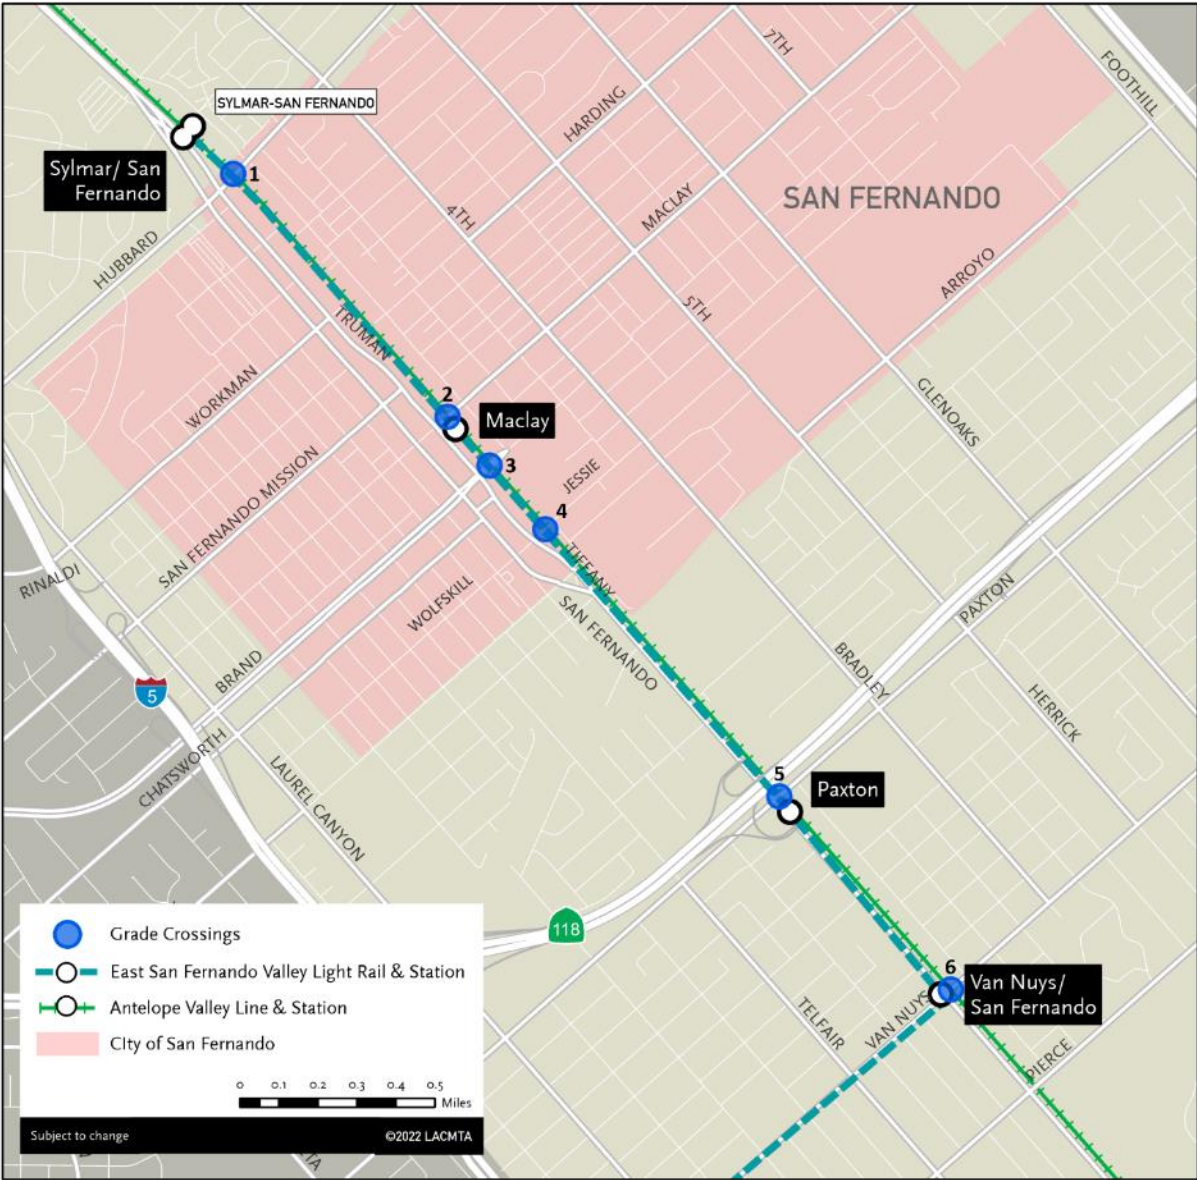 7TH
FOOTHILL
SYLMAR-SAN FERNANDO
HARDING
Sylmar/ San
Fernando
1
SAN FERNANDO
4TH
MACLAY
HUBBARD
ARROYO
5TH
TRUMAN
WORKMAN
2
Maclay
GLENOAKS
3
JESSIE
SAN FERNANDO MISSION
4
RINALDI
TIFFANY
WOLFSKILL
SAN FERNANDO
PAXTON
BRAND
BRADLEY
5
HERRICK
CHATSWORTH
LAUREL CANYON
5
Paxton
118
Grade Crossings
East San Fernando Valley Light Rail & Station
Antelope Valley Line & Station
CIty of San Fernando
0 0.1 0.2 0.3 0.4 0.5
Miles
Subject to change
©2022 LACMTA
6
Van Nuys/
San Fernando
TELFAIR
VAN NUYS
PIERCE